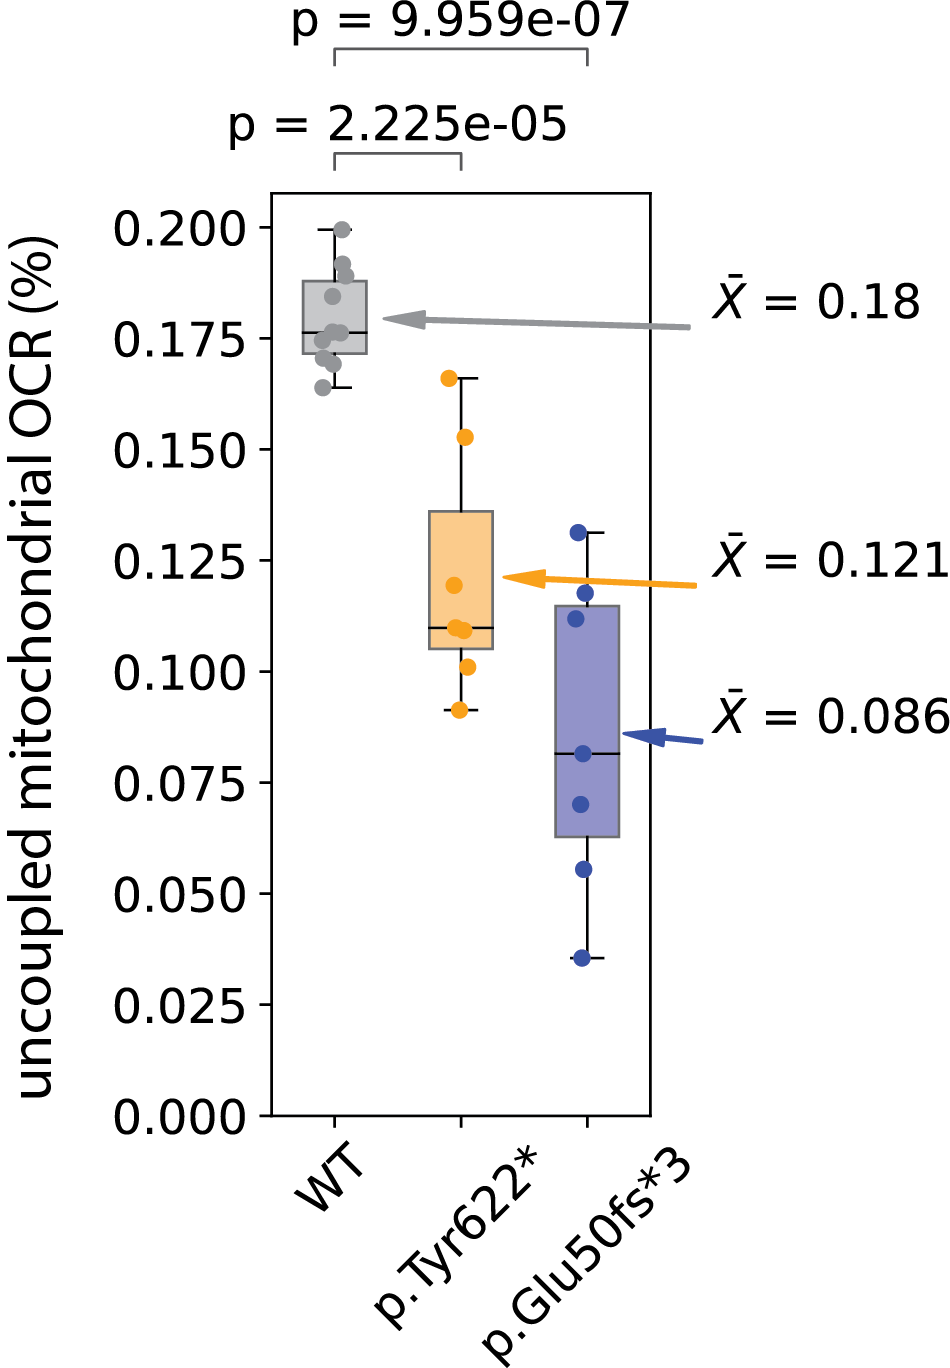 p = 9.959e-07
p = 2.225e-05
uncoupled mitochondrial OCR (%)
0.200
0.175
0.150
0.125
0.100
0.075
0.050
0.025
0.000
X̄ = 0.18
X̄ = 0.121
X̄ = 0.086
WT
p.Tyr622*
p.Glu50fs*3